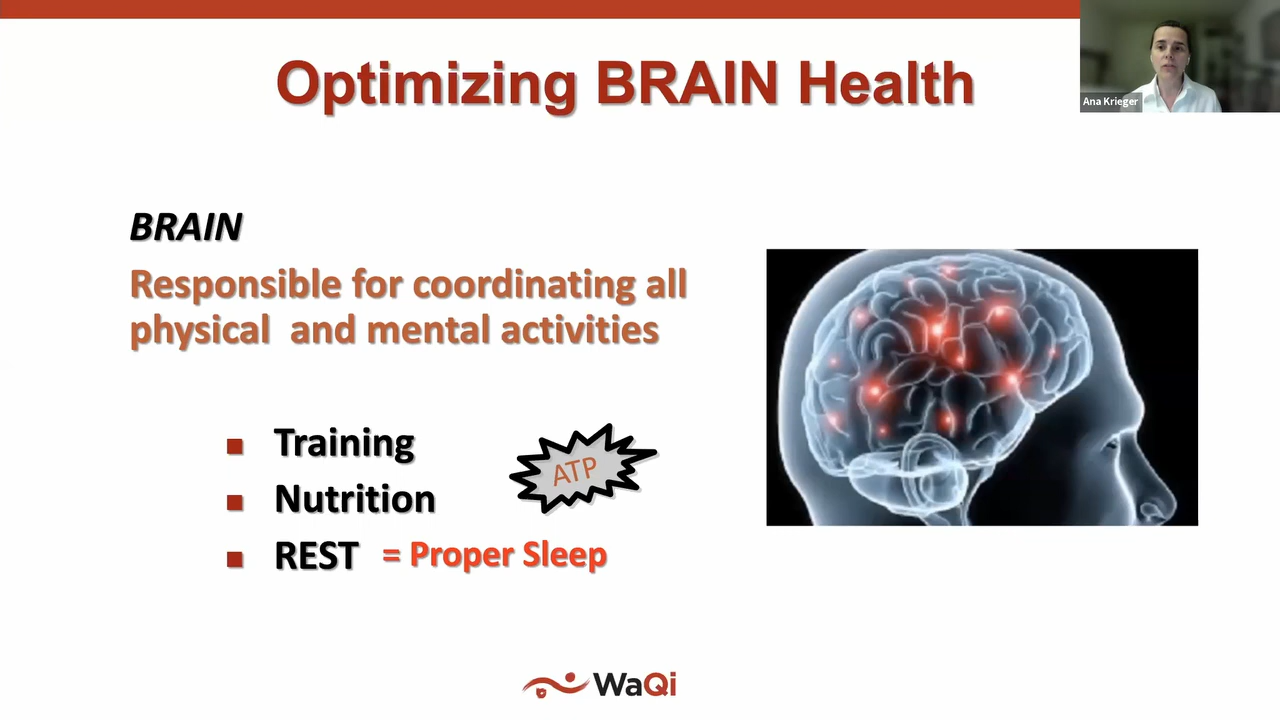 Optimizing BRAIN Health
Ana Krieger
BRAIN
Responsible for coordinating all
physical and mental activities
Training
ATP
Nutrition
REST = Proper Sleep
WaQi